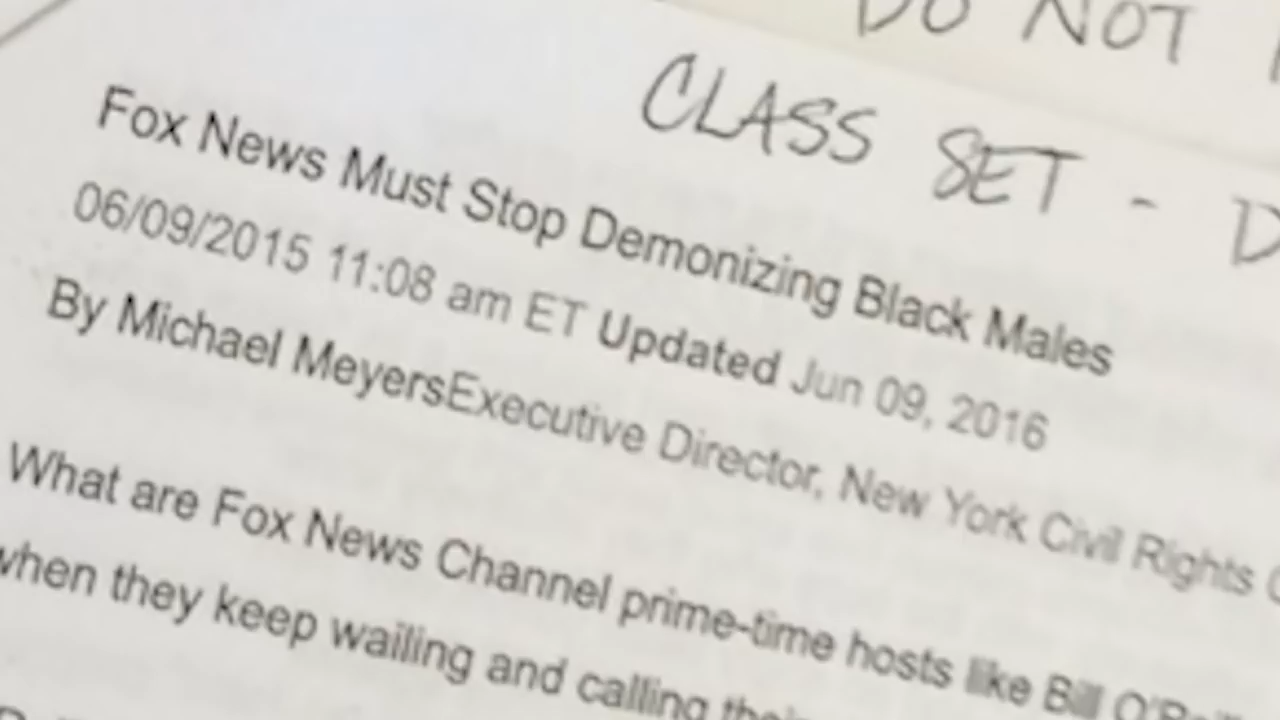 DO NOT
CLASS SET -
Fox News Must Stop Demonizing Black Males
06/09/2015 11:08 am ET Updated Jun 09, 2016
By Michael MeyersExecutive Director, New York Civil Rights
What are Fox News Channel prime-time hosts like Bill
when they keep wailing and calling